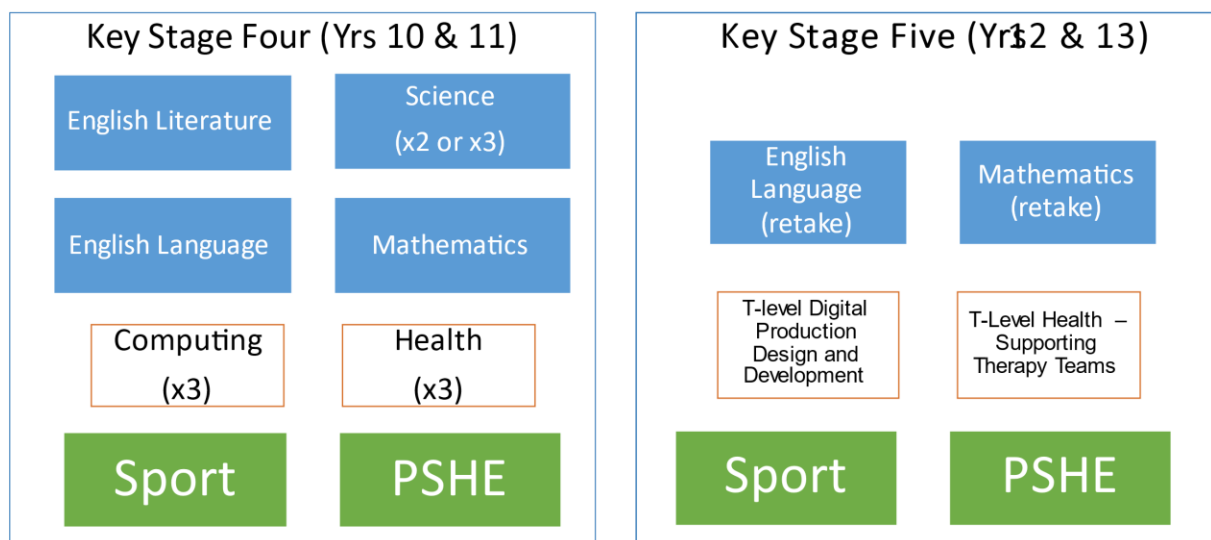 Key Stage Four (Yrs 10 & 11)
English Literature
Science
(x2 or x3)
English Language
Mathematics
Computing
(x3)
Health
(x3)
Sport
PSHE
Key Stage Five (Yrs 12 & 13)
English
Language
(retake)
Mathematics
(retake)
T-level Digital
Production
Design and
Development
T-Level Health –
Supporting
Therapy Teams
Sport
PSHE